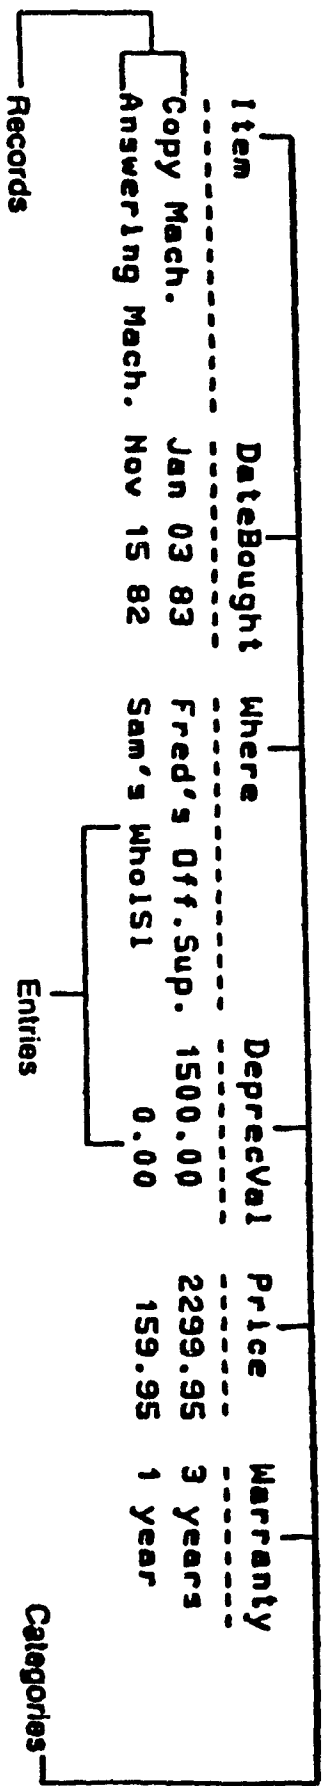 Categories
Item DateBought Where DeprecVal Price Warranty
------------- ---------- --------------- --------- ------- --------
Copy Mach. Jan 03 83 Fred's Off.Sup. 1500.00 2299.95 3 years
Answering Mach. Nov 15 82 Sam's WholSl 0.00 159.95 1 year
Records Entries